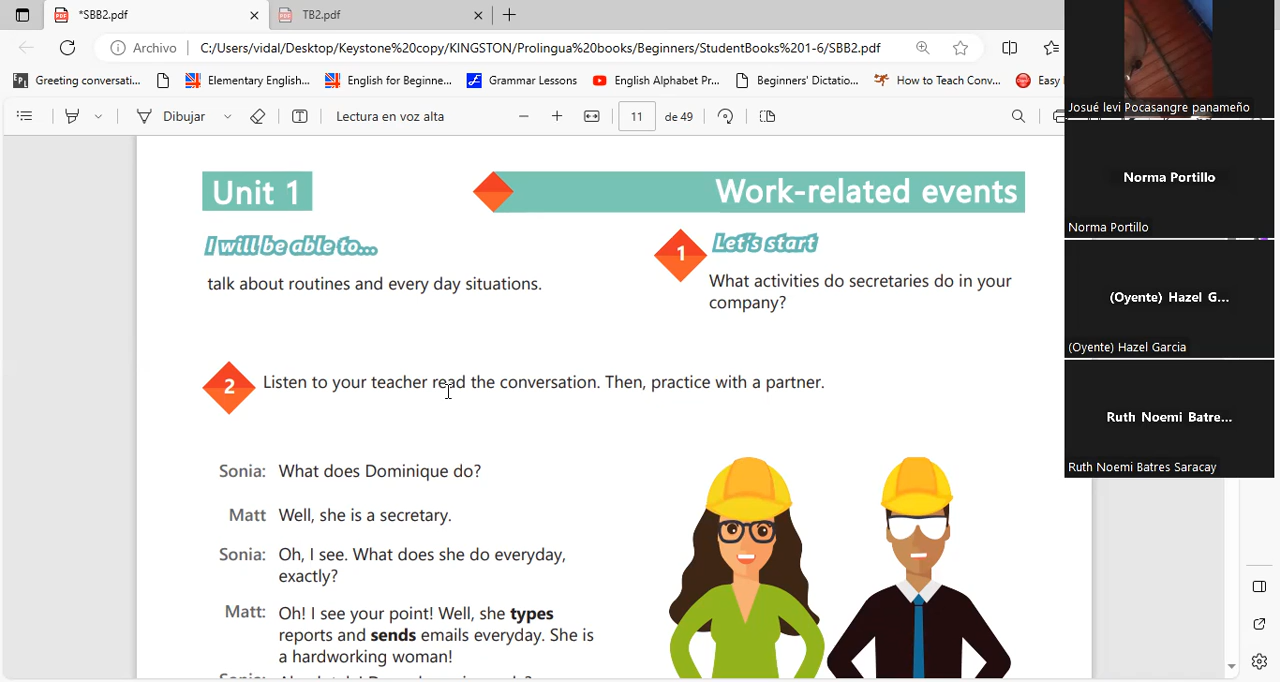 *SBB2.pdf
TB2.pdf
Archivo
C:/Users/vidal/Desktop/Keystone%20copy/KINGSTON/Prolingua%20books/Beginners/StudentBooks%201-6/SBB2.pdf
Greeting conversati...
Elementary English...
English for Beginne...
Grammar Lessons
English Alphabet Pr...
Beginners' Dictatio...
How to Teach Conv...
Easy
Dibujar
Lectura en voz alta
11
de 49
Unit 1
Work-related events
I will be able to...
talk about routines and every day situations.
1
Let's start
What activities do secretaries do in your
company?
2
Listen to your teacher read the conversation. Then, practice with a partner.
Sonia: What does Dominique do?
Matt Well, she is a secretary.
Sonia: Oh, I see. What does she do everyday,
exactly?
Matt: Oh! I see your point! Well, she types
reports and sends emails everyday. She is
a hardworking woman!
Josué levi Pocasangre panameño
Norma Portillo
Norma Portillo
(Oyente) Hazel G...
(Oyente) Hazel Garcia
Ruth Noemi Batre...
Ruth Noemi Batres Saracay